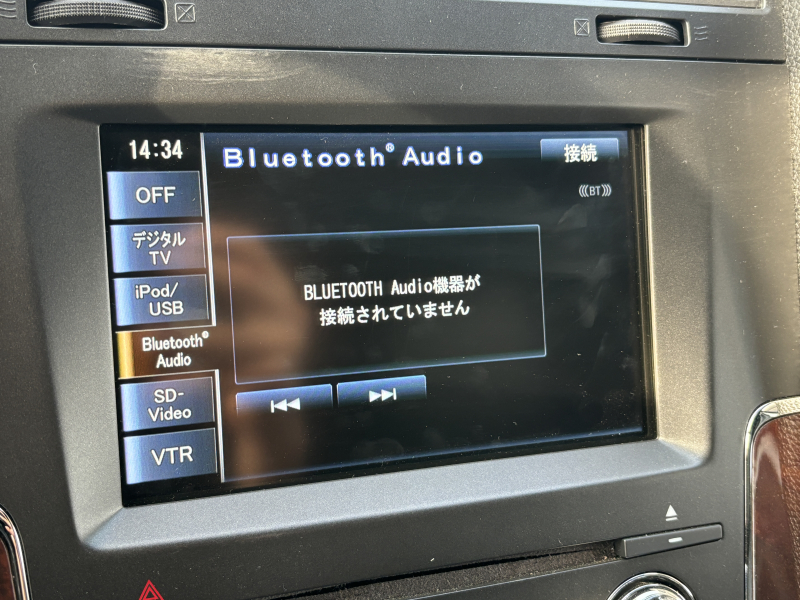 14:34
Bluetooth® Audio
接続
BT
OFF
デジタル
TV
iPod/
USB
Bluetooth®
Audio
SD-
Video
VTR
BLUETOOTH Audio機器が
接続されていません